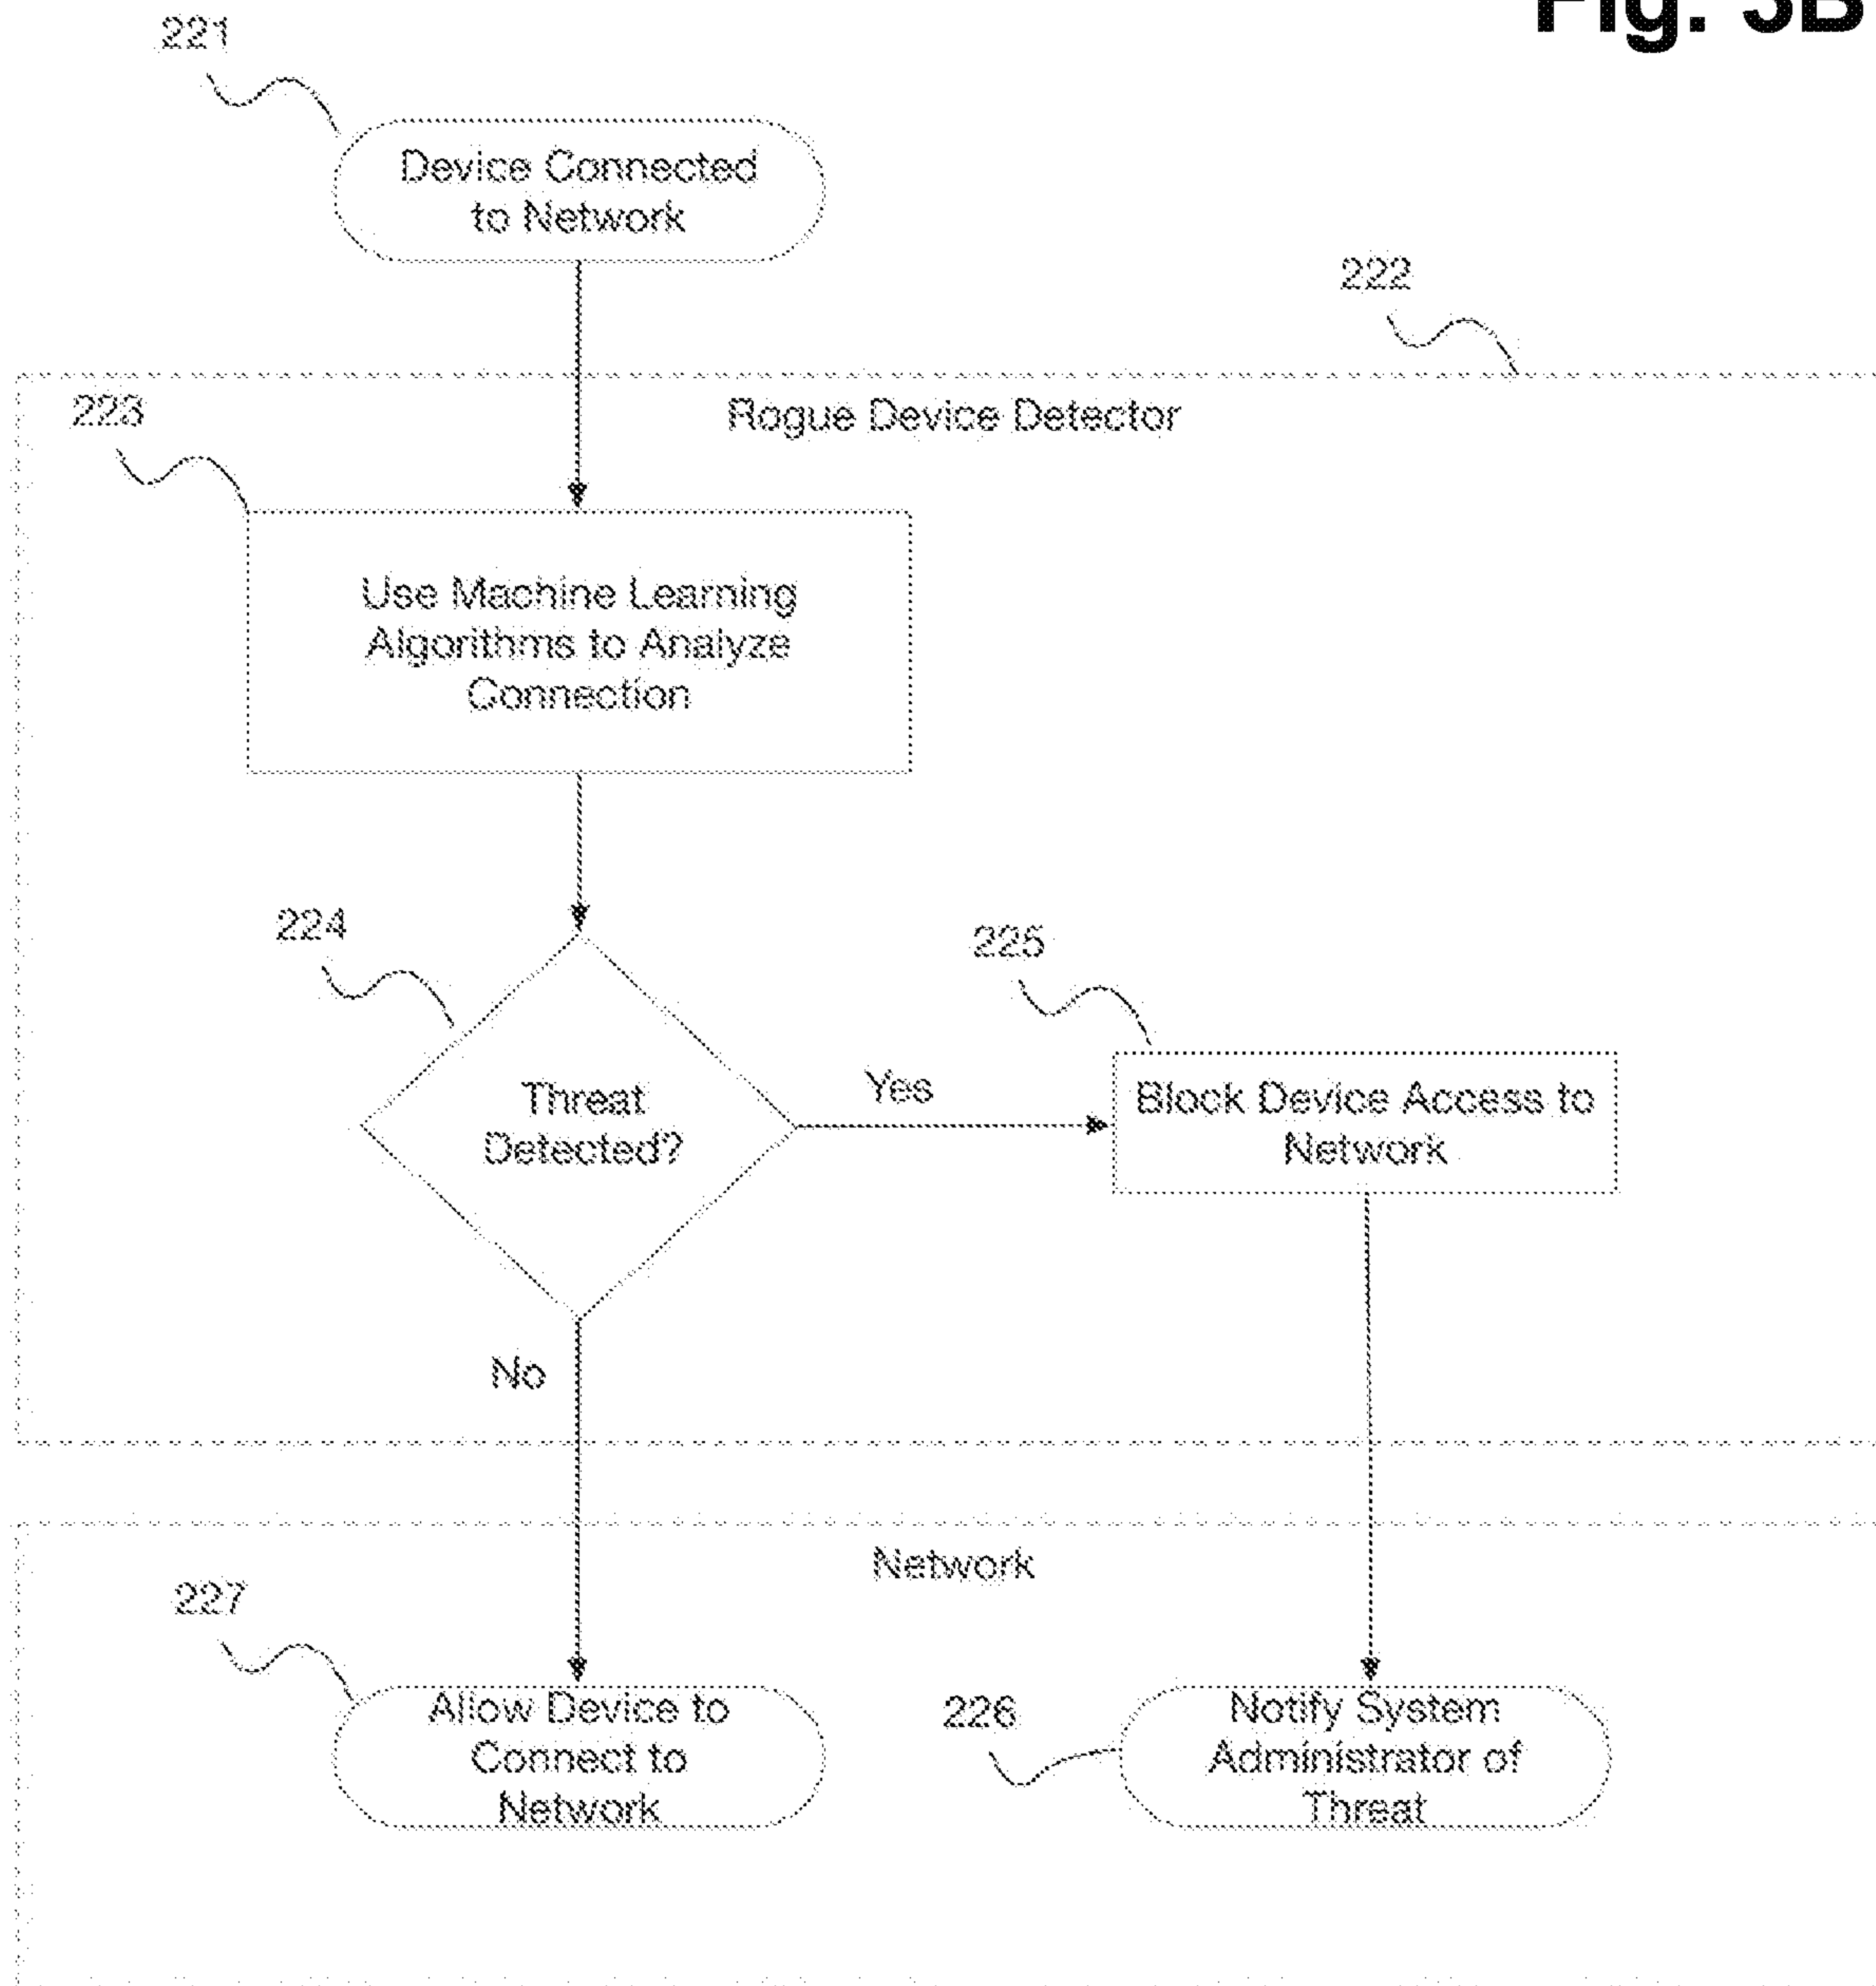 Fig. 3B
221
Device Connected
to Network
222
223
Rogue Device Detector
Use Machine Learning
Algorithms to Analyze
Connection
224
225
Threat
Detected?
Yes
Block Device Access to
Network
No
Network
227
Allow Device to
Connect to
Network
226
Notify System
Administrator of
Threat